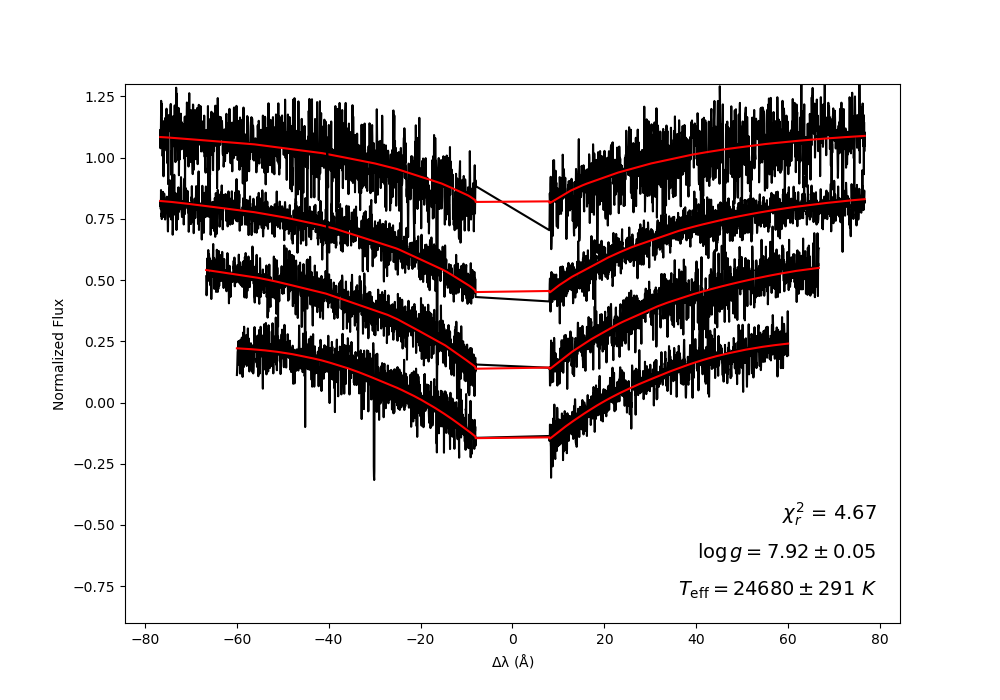 1.25
1.00
0.75
0.50
0.25
0.00
−0.25
−0.50
−0.75
Normalized Flux
χ_r^2 = 4.67
log g = 7.92 ± 0.05
T_eff = 24680 ± 291 K
−80 −60 −40 −20 0 20 40 60 80
Δλ (Å)